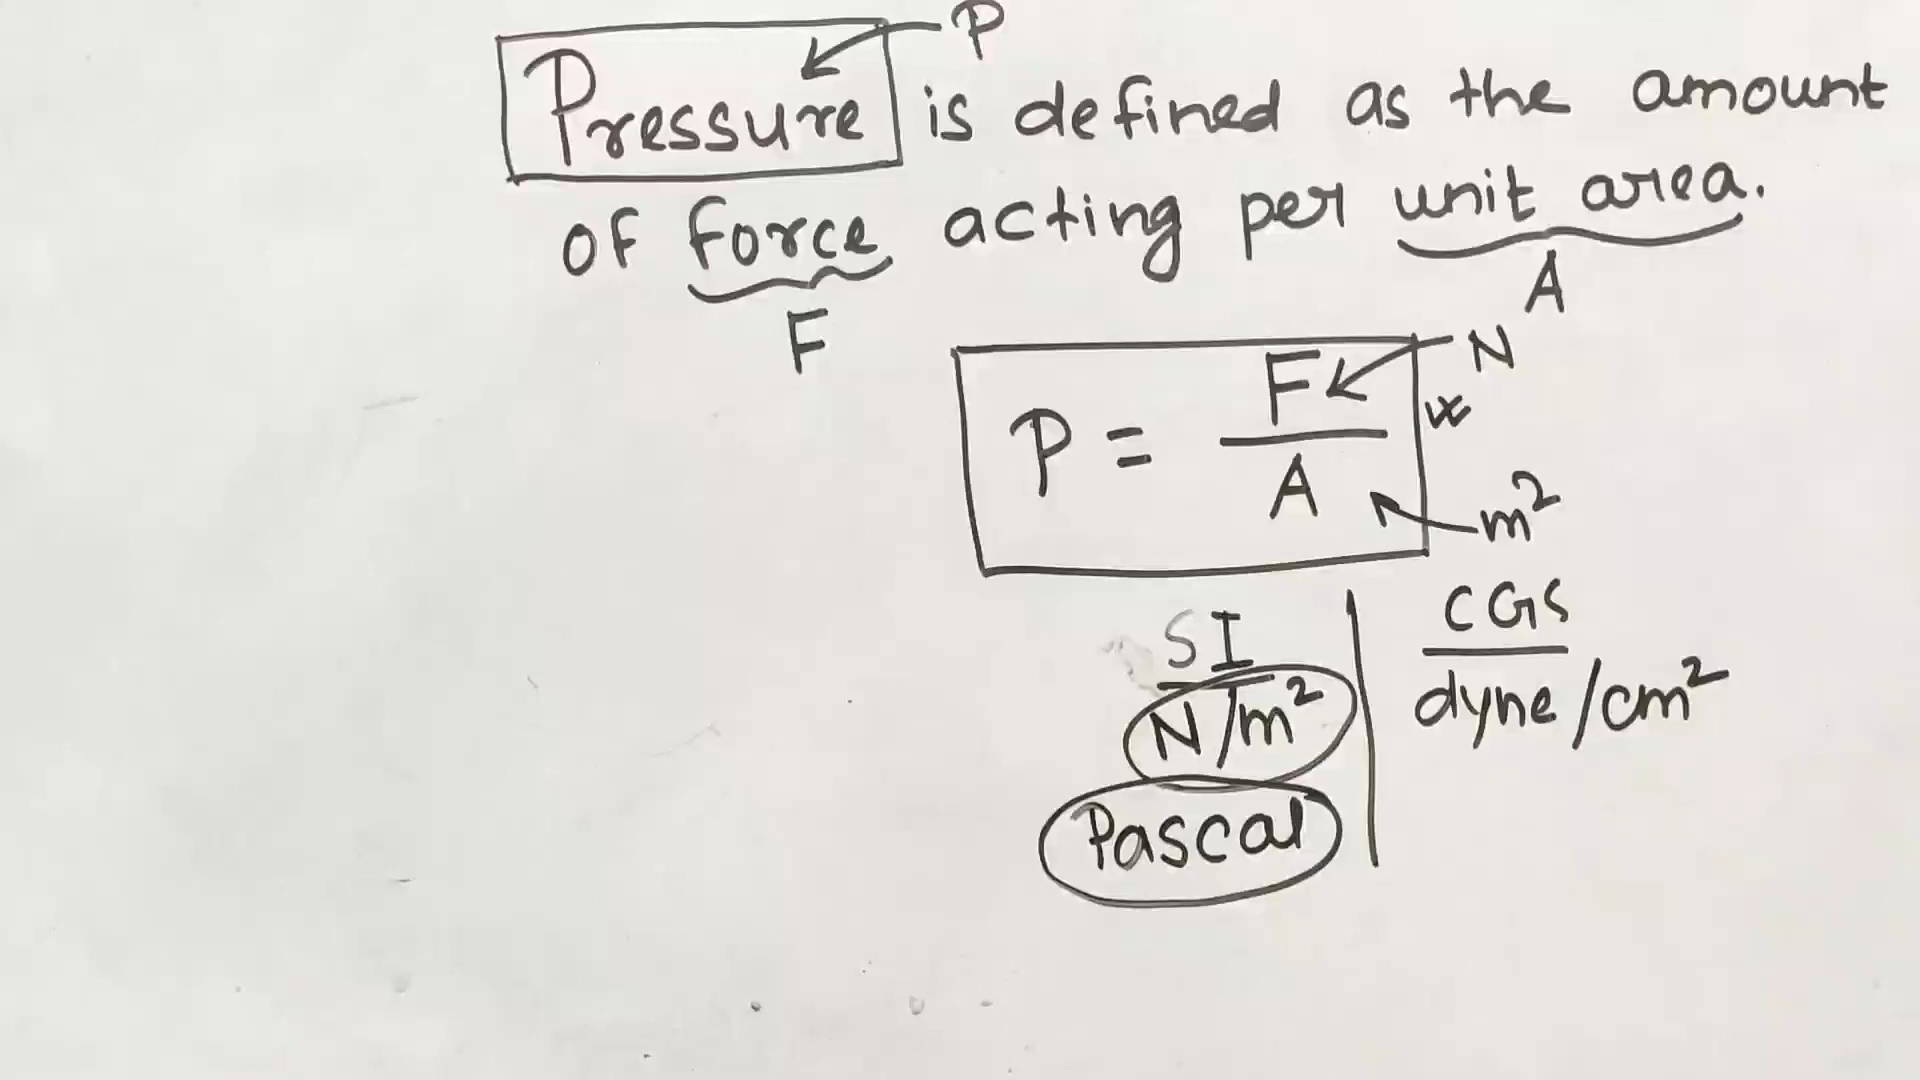 P
Pressure is defined as the amount
of force acting per unit area.
F
A
P = F / A
N
m²
SI
N/m²
Pascal
CGS
dyne/cm²